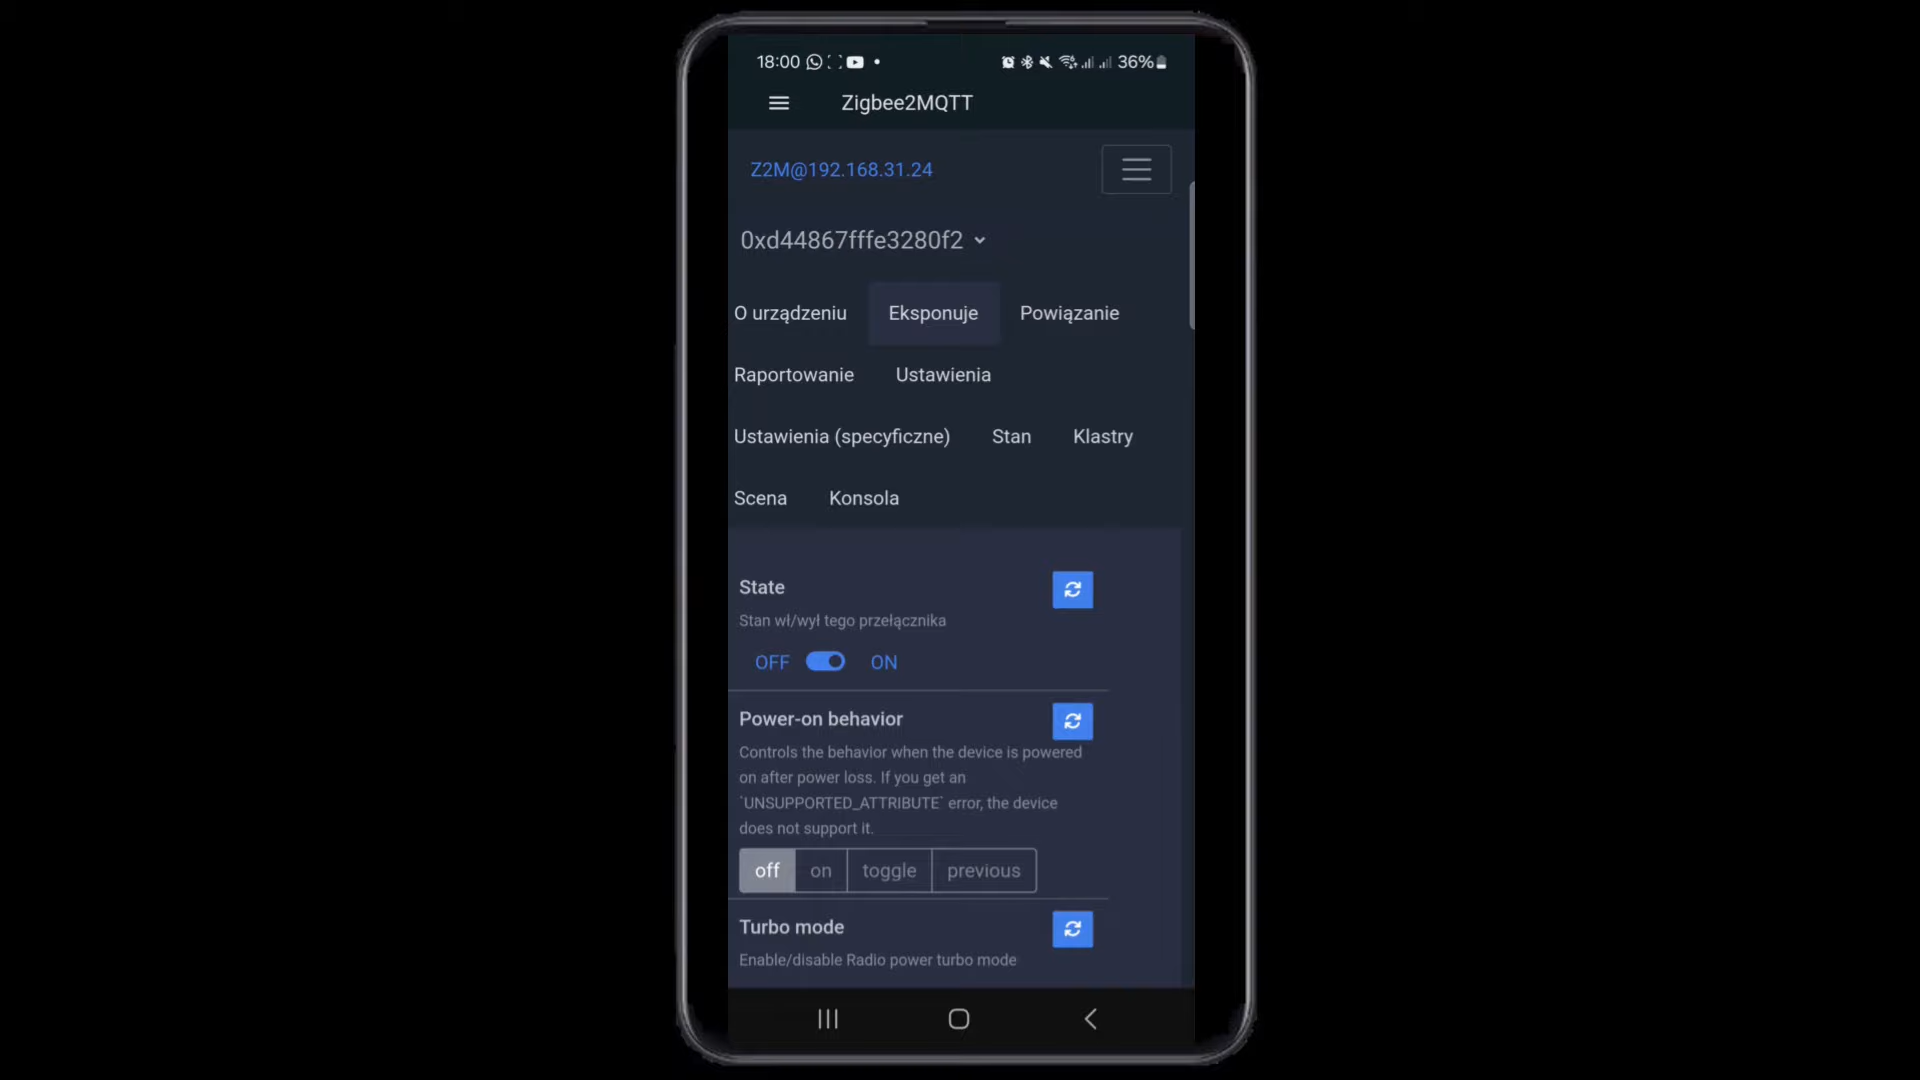 18:00 36%
Zigbee2MQTT
Z2M@192.168.31.24
0xd44867fffe3280f2
O urządzeniu Eksponuje Powiązanie
Raportowanie Ustawienia
Ustawienia (specyficzne) Stan Klastry
Scena Konsola
State
Stan wł/wył tego przełącznika
OFF ON
Power-on behavior
Controls the behavior when the device is powered
on after power loss. If you get an
`UNSUPPORTED_ATTRIBUTE` error, the device
does not support it.
off on toggle previous
Turbo mode
Enable/disable Radio power turbo mode